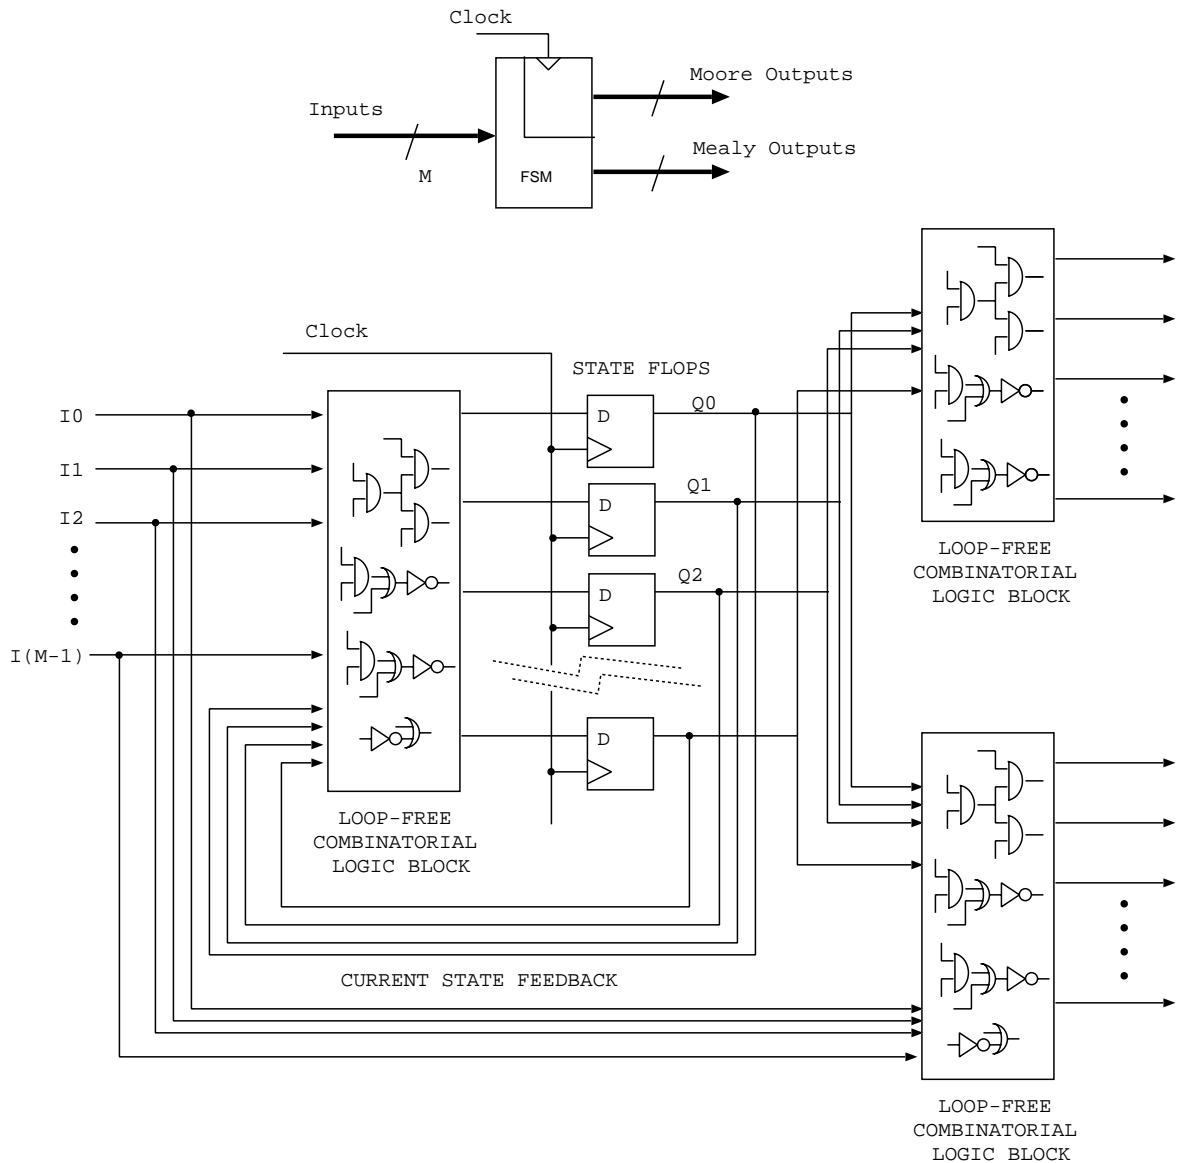 Clock
Moore Outputs
Inputs
Mealy Outputs
M
FSM
Clock
STATE FLOPS
I0
D
Q0
I1
D
Q1
I2
D
Q2
LOOP-FREE
COMBINATORIAL
LOGIC BLOCK
I(M-1)
D
LOOP-FREE
COMBINATORIAL
LOGIC BLOCK
CURRENT STATE FEEDBACK
LOOP-FREE
COMBINATORIAL
LOGIC BLOCK